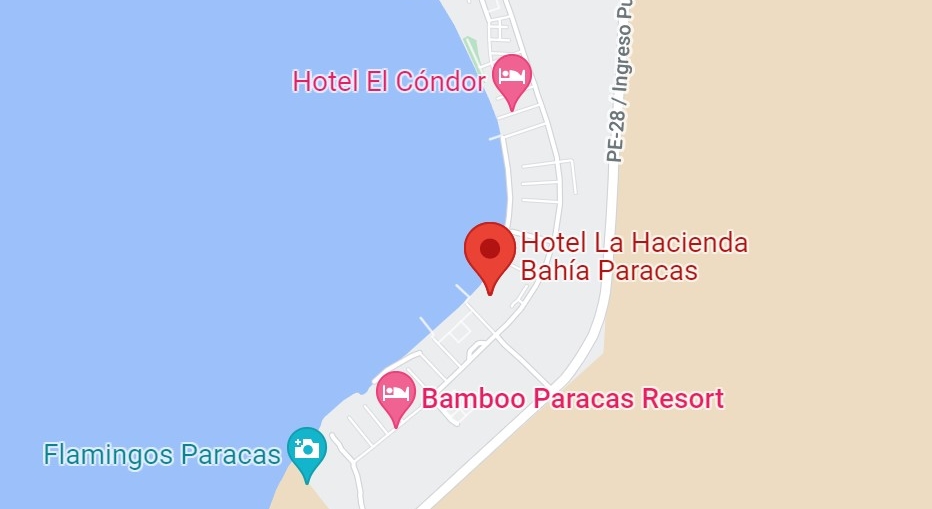 Hotel El Cóndor
PE-28 / Ingreso
Hotel La Hacienda
Bahía Paracas
Bamboo Paracas Resort
Flamingos Paracas